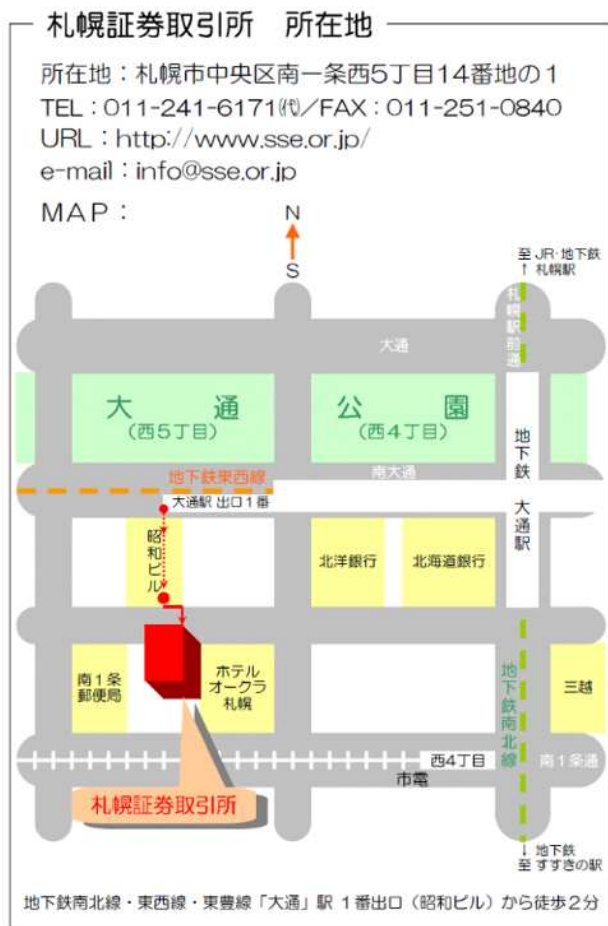 札幌証券取引所 所在地
所在地：札幌市中央区南一条西5丁目14番地の1
TEL：011-241-6171㈹／FAX：011-251-0840
URL：http://www.sse.or.jp/
e-mail：info@sse.or.jp
MAP：
N
S
至 JR・地下鉄
↑ 札幌駅
札幌駅前通
大通
大 通 公 園
（西5丁目） （西4丁目）
地下鉄東西線
南大通
大通駅 出口1番
地下鉄 大通駅
昭和ビル
北洋銀行
北海道銀行
南1条
郵便局
ホテル
オークラ
札幌
地下鉄南北線
三越
西4丁目
南1条通
市電
札幌証券取引所
↓ 地下鉄
至 すすきの駅
地下鉄南北線・東西線・東豊線「大通」駅 1番出口（昭和ビル）から徒歩2分